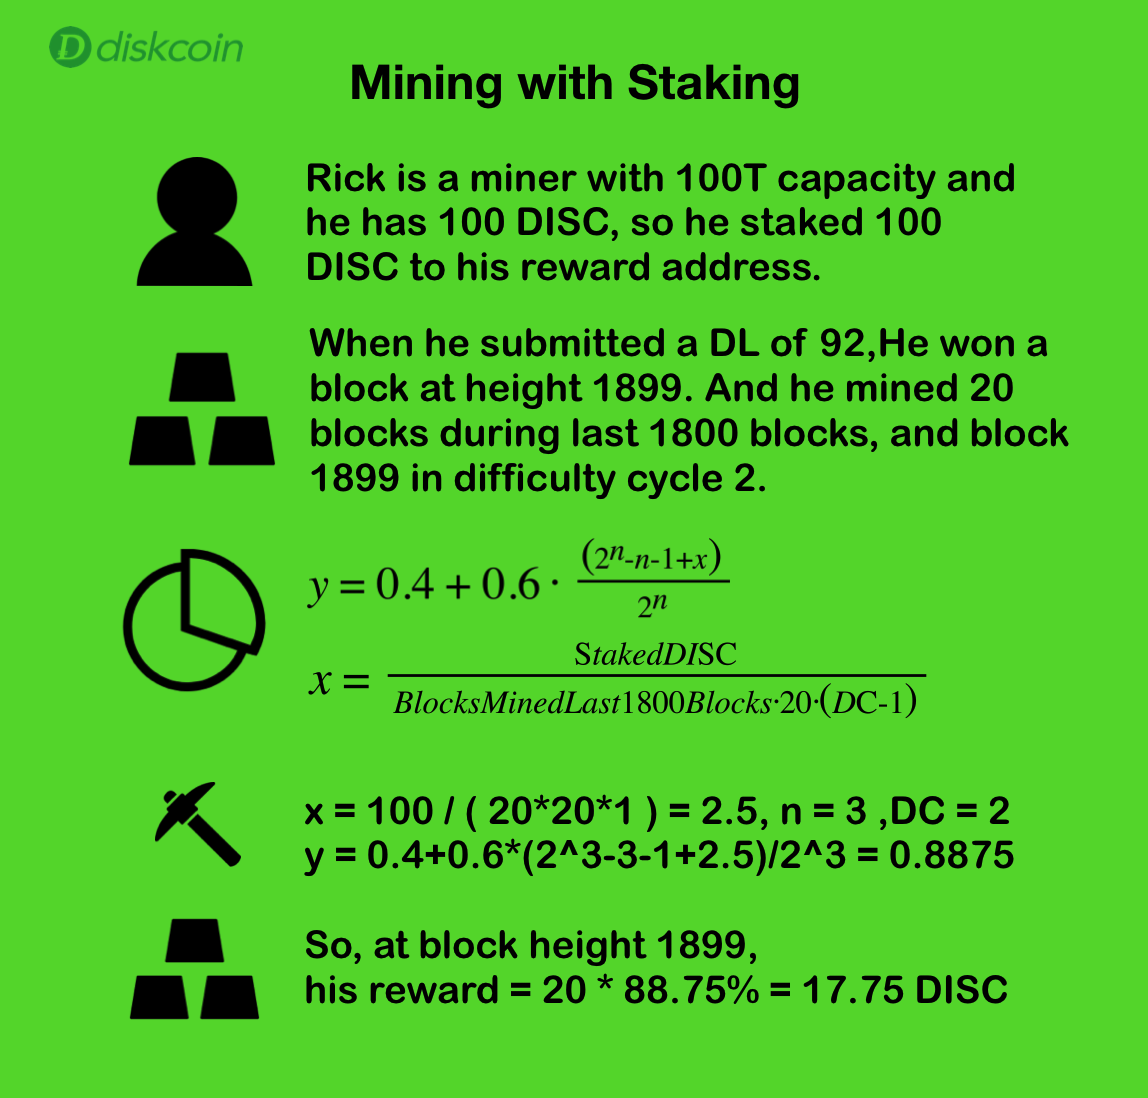 diskcoin
Mining with Staking
Rick is a miner with 100T capacity and
he has 100 DISC, so he staked 100
DISC to his reward address.
When he submitted a DL of 92,He won a
block at height 1899. And he mined 20
blocks during last 1800 blocks, and block
1899 in difficulty cycle 2.
y = 0.4 + 0.6 · (2^n-n-1+x) / 2^n
x = StakedDISC / BlocksMinedLast1800Blocks·20·(DC-1)
x = 100 / ( 20*20*1 ) = 2.5, n = 3 ,DC = 2
y = 0.4+0.6*(2^3-3-1+2.5)/2^3 = 0.8875
So, at block height 1899,
his reward = 20 * 88.75% = 17.75 DISC